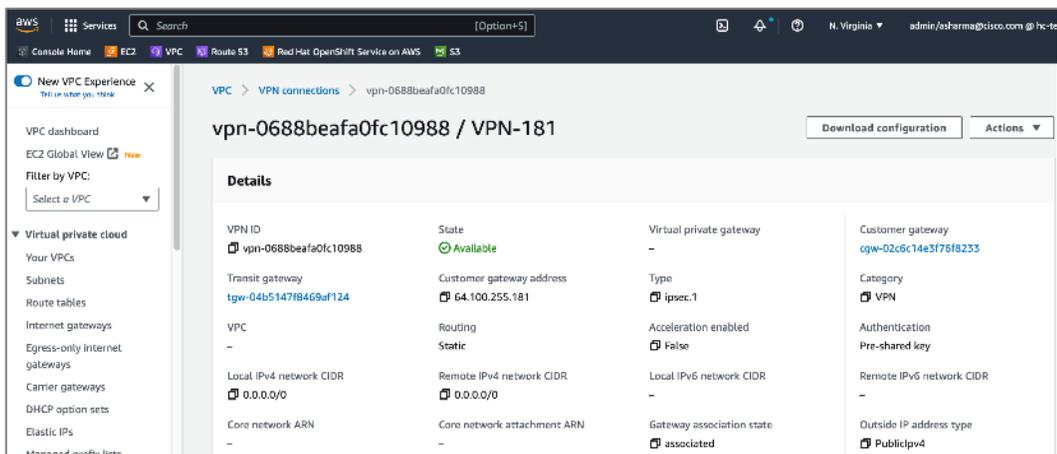 aws Services Search [Option+S] N. Virginia ▼ admin/asharma@cisco.com @ hc-te
Console Home EC2 VPC Route 53 Red Hat OpenShift Service on AWS S3
New VPC Experience
Tell us what you think
VPC dashboard
EC2 Global View New
Filter by VPC:
Select a VPC ▼
▼ Virtual private cloud
Your VPCs
Subnets
Route tables
Internet gateways
Egress-only internet
gateways
Carrier gateways
DHCP option sets
Elastic IPs
Managed prefix lists
VPC > VPN connections > vpn-0688beafa0fc10988
vpn-0688beafa0fc10988 / VPN-181
Download configuration Actions ▼
Details
VPN ID State Virtual private gateway Customer gateway
vpn-0688beafa0fc10988 Available – cgw-02c6c14e3f76f8233
Transit gateway Customer gateway address Type Category
tgw-04b5147f8469af124 64.100.255.181 ipsec.1 VPN
VPC Routing Acceleration enabled Authentication
– Static False Pre-shared key
Local IPv4 network CIDR Remote IPv4 network CIDR Local IPv6 network CIDR Remote IPv6 network CIDR
0.0.0.0/0 0.0.0.0/0 – –
Core network ARN Core network attachment ARN Gateway association state Outside IP address type
– – associated PublicIpv4